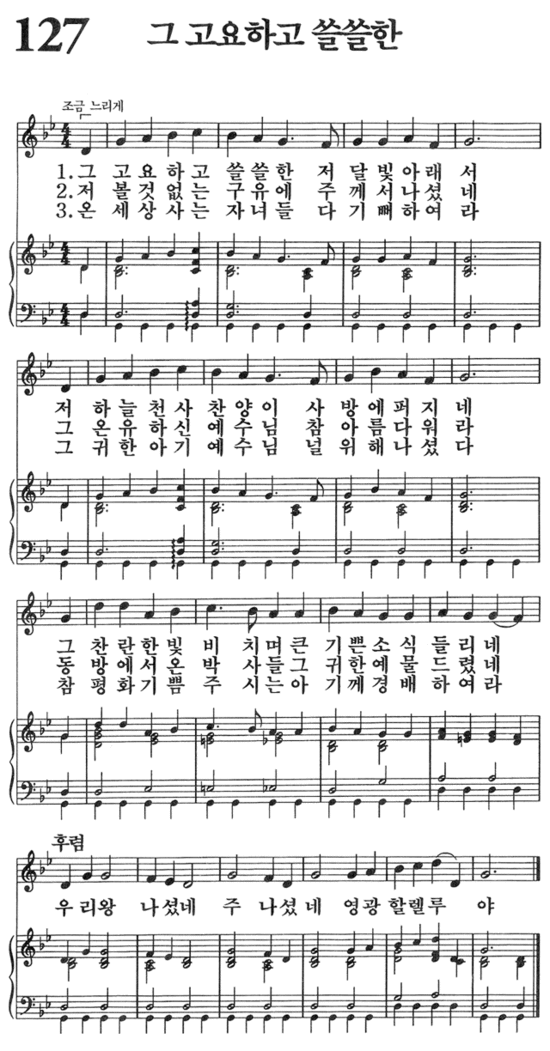 127 그 고요하고 쓸쓸한
조금 느리게
1. 그 고요하고 쓸쓸한 저 달빛아래서
2. 저 볼것없는 구유에 주께서나셨네
3. 온 세상사는 자녀들 다 기뻐하여라
저 하늘천사 찬양이 사방에퍼지네
그 온유하신 예수님 참 아름다워라
그 귀한아기 예수님 널 위해나셨다
그 찬란한빛 비치며큰 기쁜소식 들리네
동방에서온 박사들그 귀한예물드렸네
참 평화기쁨 주시는아기께경배하여라
후렴
우리왕 나셨네 주 나셨네 영광 할렐루야